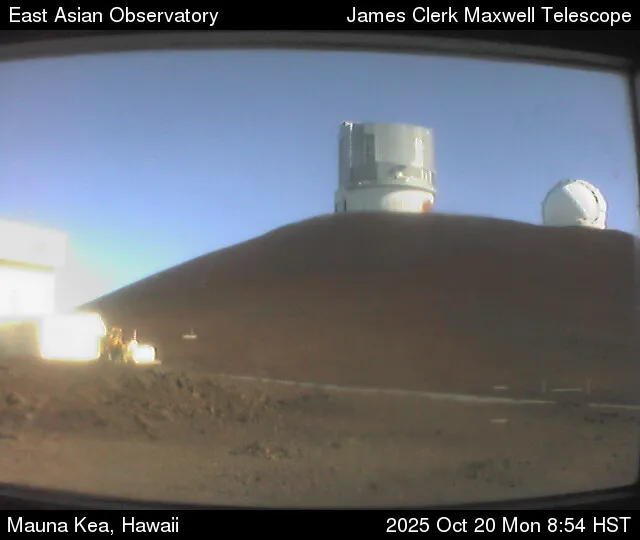 East Asian Observatory
James Clerk Maxwell Telescope
Mauna Kea, Hawaii
2025 Oct 20 Mon 8:54 HST